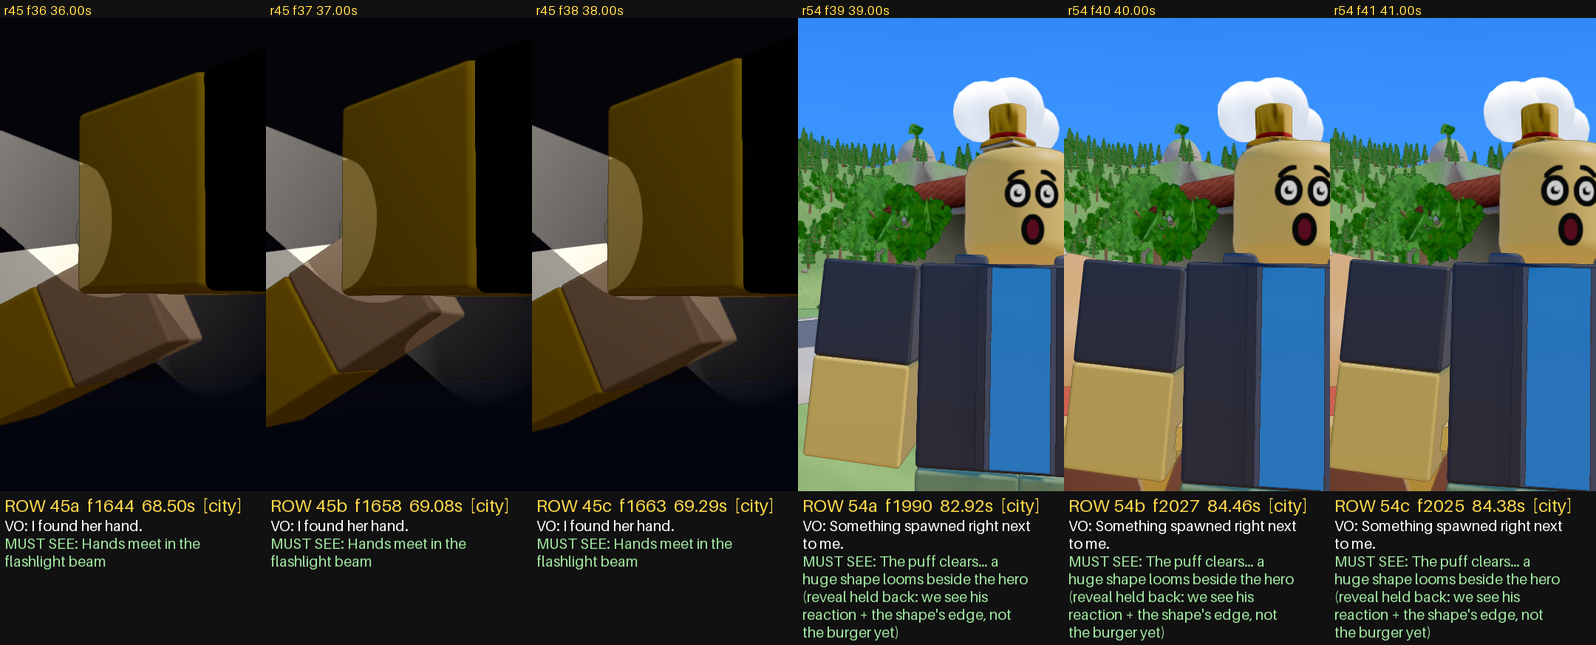 r45 f36 36.00s
r45 f37 37.00s
r45 f38 38.00s
r54 f39 39.00s
r54 f40 40.00s
r54 f41 41.00s
ROW 45a f1644 68.50s [city]
VO: I found her hand.
MUST SEE: Hands meet in the
flashlight beam
ROW 45b f1658 69.08s [city]
VO: I found her hand.
MUST SEE: Hands meet in the
flashlight beam
ROW 45c f1663 69.29s [city]
VO: I found her hand.
MUST SEE: Hands meet in the
flashlight beam
ROW 54a f1990 82.92s [city]
VO: Something spawned right next
to me.
MUST SEE: The puff clears... a
huge shape looms beside the hero
(reveal held back: we see his
reaction + the shape's edge, not
the burger yet)
ROW 54b f2027 84.46s [city]
VO: Something spawned right next
to me.
MUST SEE: The puff clears... a
huge shape looms beside the hero
(reveal held back: we see his
reaction + the shape's edge, not
the burger yet)
ROW 54c f2025 84.38s [city]
VO: Something spawned right next
to me.
MUST SEE: The puff clears... a
huge shape looms beside the hero
(reveal held back: we see his
reaction + the shape's edge, not
the burger yet)